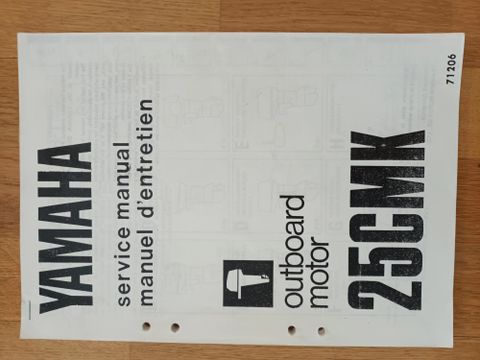 YAMAHA
service manual
manuel d'entretien
outboard
motor
25CMK
71206